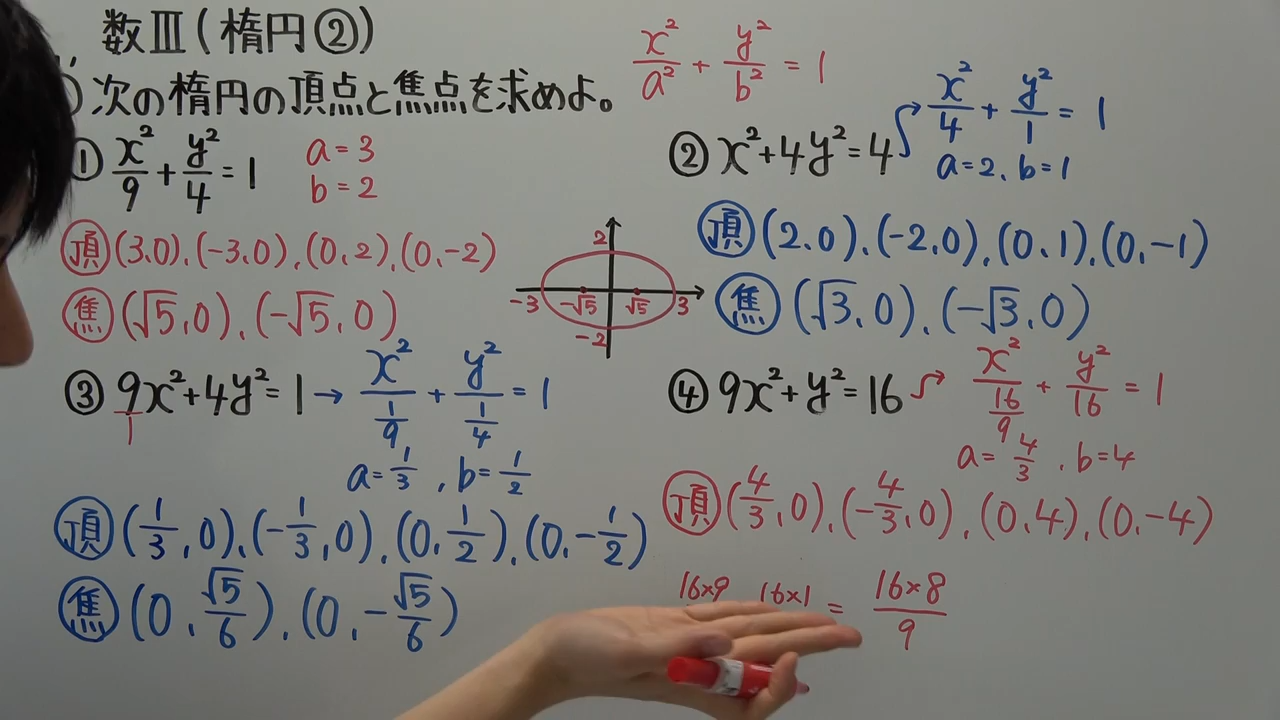 数Ⅲ(楕円②)
)次の楕円の頂点と焦点を求めよ。
x²/a² + y²/b² = 1
① x²/9 + y²/4 = 1
a = 3
b = 2
頂 (3.0).(-3.0).(0.2).(0.-2)
焦 (√5.0).(-√5.0)
2
-3 -√5 √5 3
-2
② x²+4y²=4
x²/4 + y²/1 = 1
a=2. b=1
頂 (2.0).(-2.0).(0.1).(0.-1)
焦 (√3.0).(-√3.0)
③ 9x²+4y²=1 → x²/(1/9) + y²/(1/4) = 1
1
a=1/3, b=1/2
頂 (1/3,0).(-1/3,0).(0.1/2).(0.-1/2)
焦 (0.√5/6).(0.-√5/6)
④ 9x²+y²=16
x²/(16/9) + y²/16 = 1
a=4/3, b=4
頂 (4/3,0).(-4/3,0).(0.4).(0.-4)
16×9 16×1 = 16×8/9